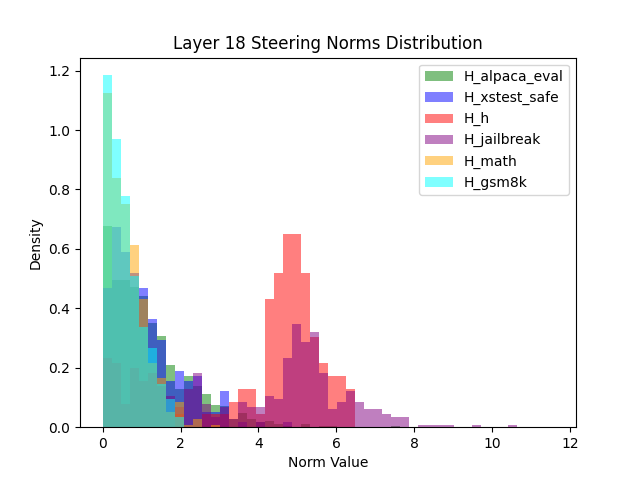 Layer 18 Steering Norms Distribution
H_alpaca_eval
H_xstest_safe
H_h
H_jailbreak
H_math
H_gsm8k
Density
1.2
1.0
0.8
0.6
0.4
0.2
0.0
0 2 4 6 8 10 12
Norm Value